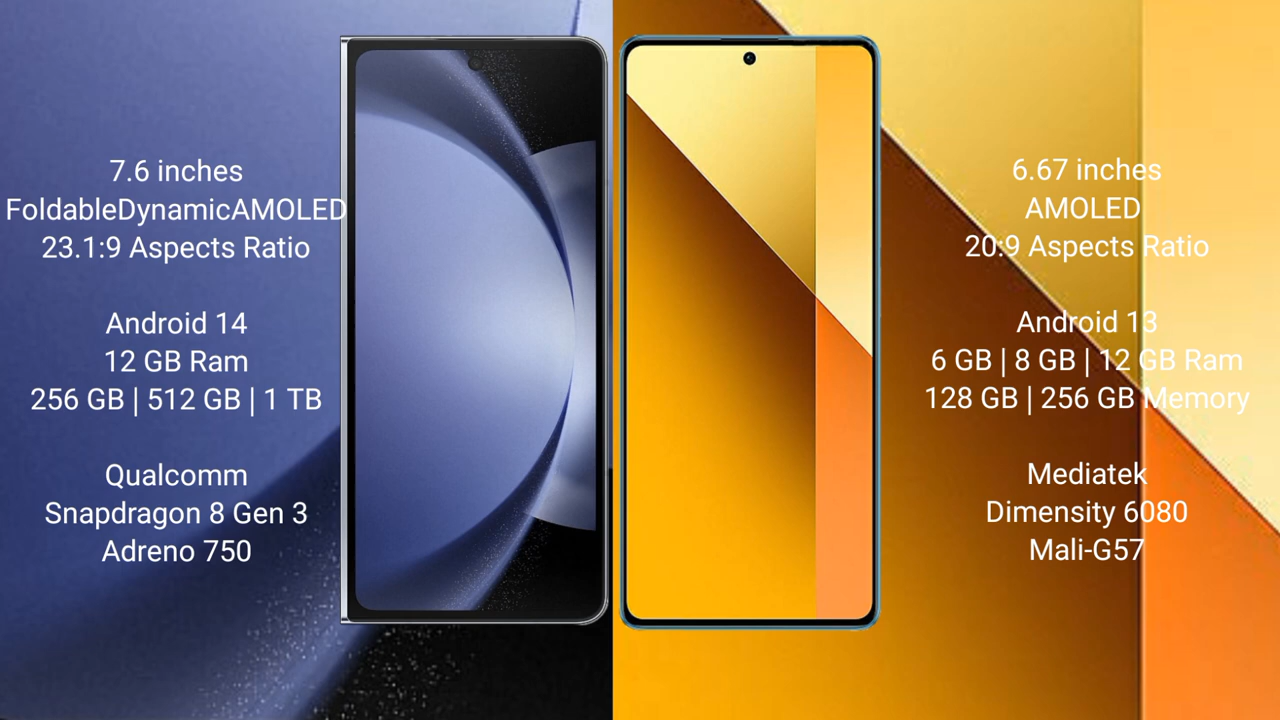 7.6 inches
FoldableDynamicAMOLED
23.1:9 Aspects Ratio
Android 14
12 GB Ram
256 GB | 512 GB | 1 TB
Qualcomm
Snapdragon 8 Gen 3
Adreno 750
6.67 inches
AMOLED
20:9 Aspects Ratio
Android 13
6 GB | 8 GB | 12 GB Ram
128 GB | 256 GB Memory
Mediatek
Dimensity 6080
Mali-G57